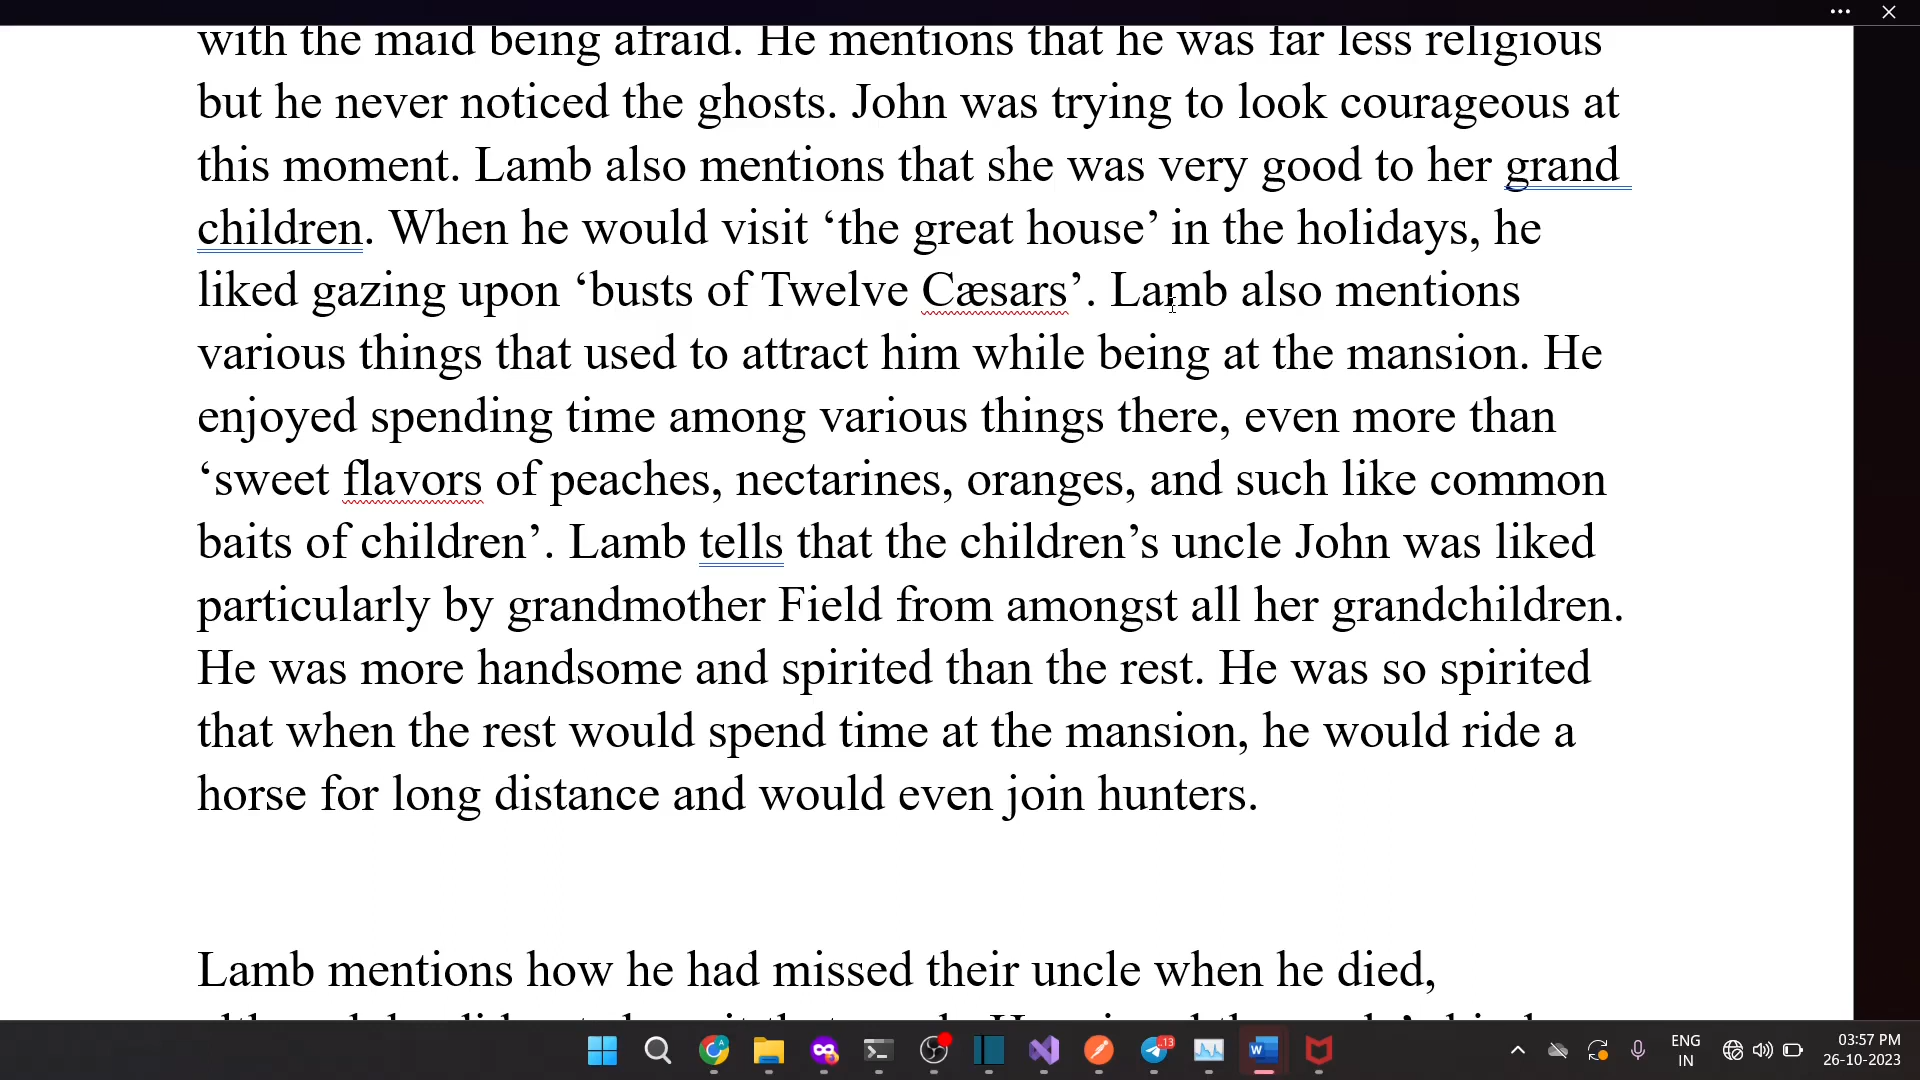 with the maid being afraid. He mentions that he was far less religious
but he never noticed the ghosts. John was trying to look courageous at
this moment. Lamb also mentions that she was very good to her grand
children. When he would visit ‘the great house’ in the holidays, he
liked gazing upon ‘busts of Twelve Cæsars’. Lamb also mentions
various things that used to attract him while being at the mansion. He
enjoyed spending time among various things there, even more than
‘sweet flavors of peaches, nectarines, oranges, and such like common
baits of children’. Lamb tells that the children’s uncle John was liked
particularly by grandmother Field from amongst all her grandchildren.
He was more handsome and spirited than the rest. He was so spirited
that when the rest would spend time at the mansion, he would ride a
horse for long distance and would even join hunters.
Lamb mentions how he had missed their uncle when he died,
13
ENG
IN
03:57 PM
26-10-2023